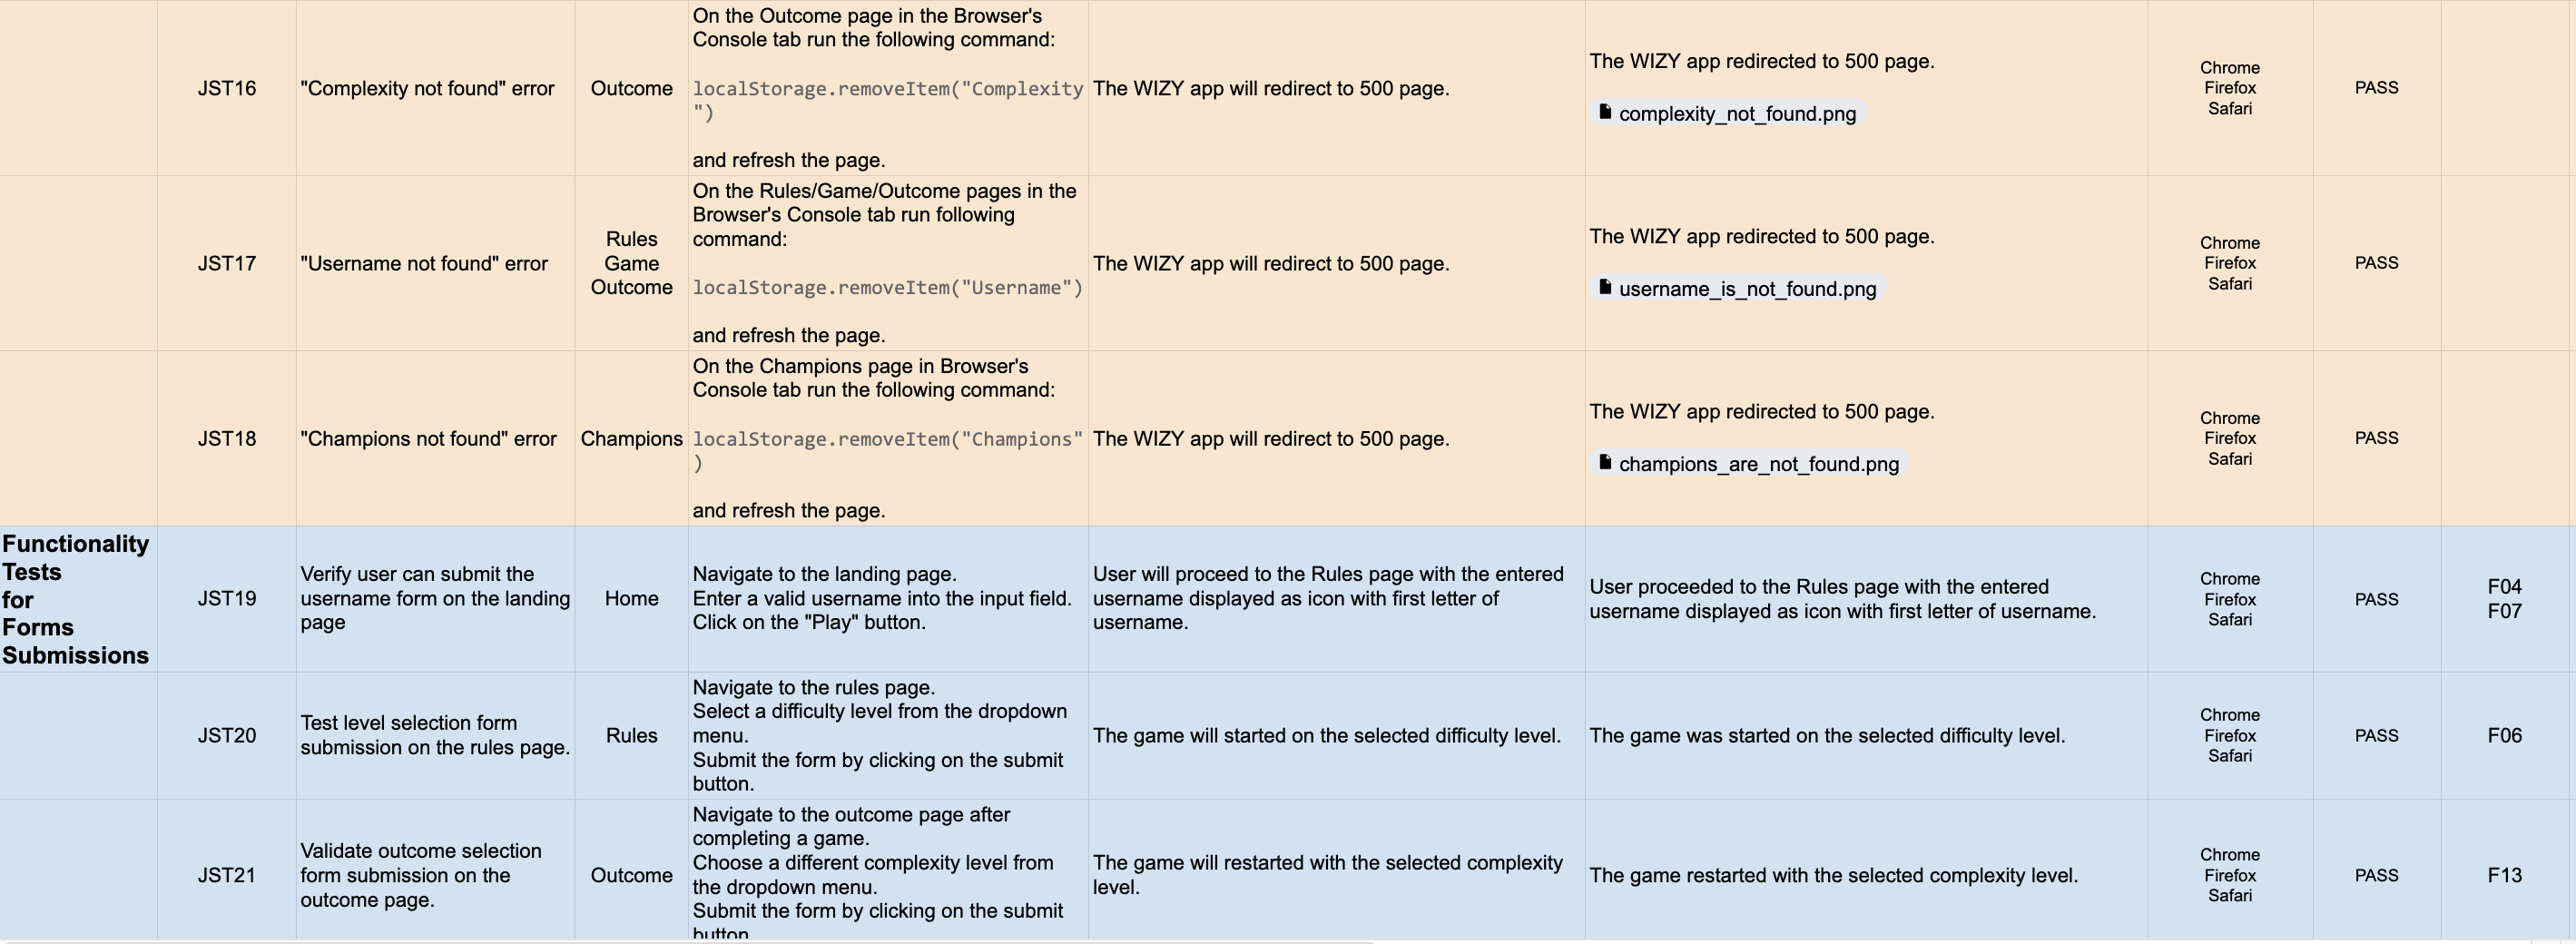 JST16
"Complexity not found" error
Outcome
On the Outcome page in the Browser's
Console tab run the following command:
localStorage.removeItem("Complexity
")
and refresh the page.
The WIZY app will redirect to 500 page.
The WIZY app redirected to 500 page.
complexity_not_found.png
Chrome
Firefox
Safari
PASS
JST17
"Username not found" error
Rules
Game
Outcome
On the Rules/Game/Outcome pages in the
Browser's Console tab run following
command:
localStorage.removeItem("Username")
and refresh the page.
The WIZY app will redirect to 500 page.
The WIZY app redirected to 500 page.
username_is_not_found.png
Chrome
Firefox
Safari
PASS
JST18
"Champions not found" error
Champions
On the Champions page in Browser's
Console tab run the following command:
localStorage.removeItem("Champions"
)
and refresh the page.
The WIZY app will redirect to 500 page.
The WIZY app redirected to 500 page.
champions_are_not_found.png
Chrome
Firefox
Safari
PASS
Functionality
Tests
for
Forms
Submissions
JST19
Verify user can submit the
username form on the landing
page
Home
Navigate to the landing page.
Enter a valid username into the input field.
Click on the "Play" button.
User will proceed to the Rules page with the entered
username displayed as icon with first letter of
username.
User proceeded to the Rules page with the entered
username displayed as icon with first letter of username.
Chrome
Firefox
Safari
PASS
F04
F07
JST20
Test level selection form
submission on the rules page.
Rules
Navigate to the rules page.
Select a difficulty level from the dropdown
menu.
Submit the form by clicking on the submit
button.
The game will started on the selected difficulty level.
The game was started on the selected difficulty level.
Chrome
Firefox
Safari
PASS
F06
JST21
Validate outcome selection
form submission on the
outcome page.
Outcome
Navigate to the outcome page after
completing a game.
Choose a different complexity level from
the dropdown menu.
Submit the form by clicking on the submit
button.
The game will restarted with the selected complexity
level.
The game restarted with the selected complexity level.
Chrome
Firefox
Safari
PASS
F13